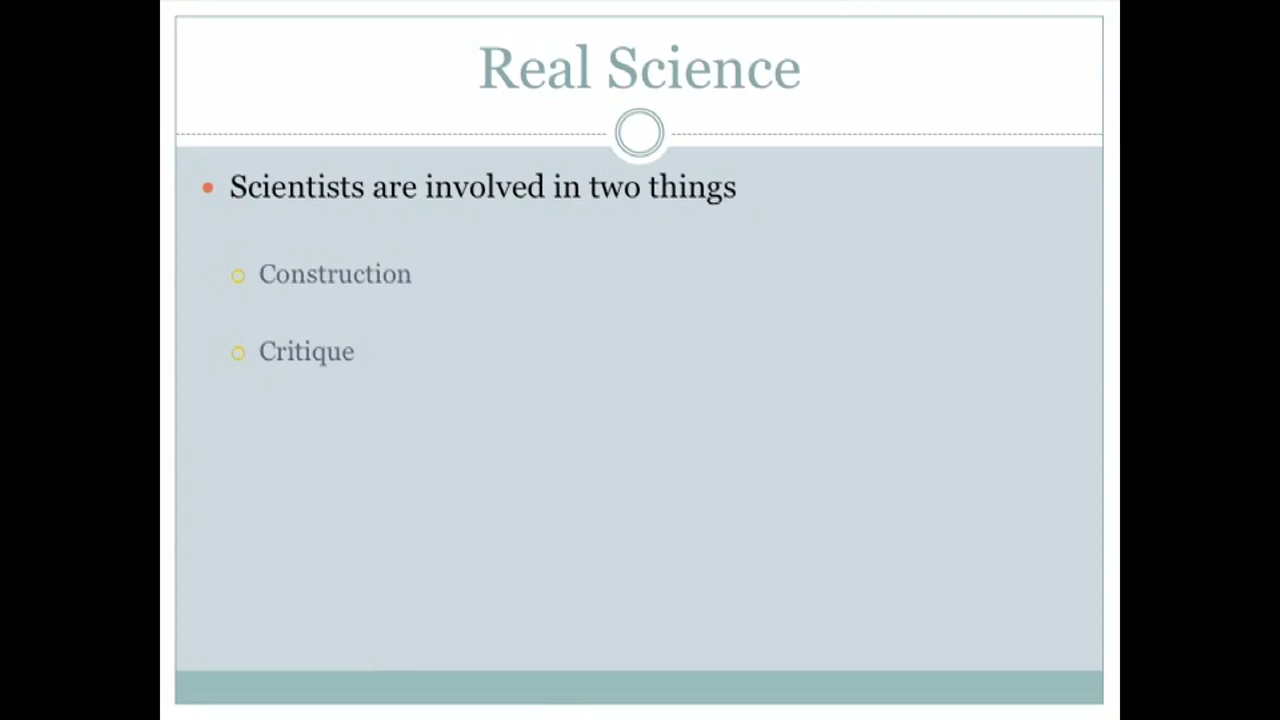 Real Science
Scientists are involved in two things
Construction
Critique